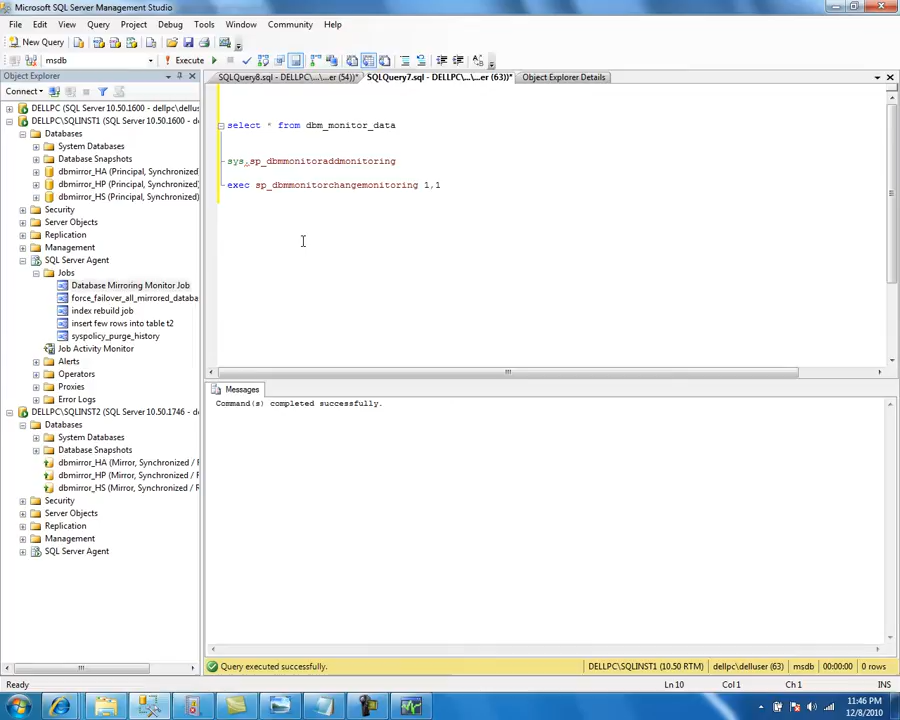 Microsoft SQL Server Management Studio
File Edit View Query Project Debug Tools Window Community Help
New Query
msdb Execute
Object Explorer
SQLQuery8.sql - DELLPC\...\...er (54))* SQLQuery7.sql - DELLPC\...\...er (63))* Object Explorer Details
Connect
DELLPC (SQL Server 10.50.1600 - dellpc\dellus
DELLPC\SQLINST1 (SQL Server 10.50.1600 - d
Databases
System Databases
Database Snapshots
dbmirror_HA (Principal, Synchronized)
dbmirror_HP (Principal, Synchronized)
dbmirror_HS (Principal, Synchronized)
Security
Server Objects
Replication
Management
SQL Server Agent
Jobs
Database Mirroring Monitor Job
force_failover_all_mirrored_databa
index rebuild job
insert few rows into table t2
syspolicy_purge_history
Job Activity Monitor
Alerts
Operators
Proxies
Error Logs
DELLPC\SQLINST2 (SQL Server 10.50.1746 - de
Databases
System Databases
Database Snapshots
dbmirror_HA (Mirror, Synchronized / R
dbmirror_HP (Mirror, Synchronized / R
dbmirror_HS (Mirror, Synchronized / R
Security
Server Objects
Replication
Management
SQL Server Agent
select * from dbm_monitor_data
sys.sp_dbmmonitoraddmonitoring
exec sp_dbmmonitorchangemonitoring 1,1
Messages
Command(s) completed successfully.
Query executed successfully. DELLPC\SQLINST1 (10.50 RTM) dellpc\delluser (63) msdb 00:00:00 0 rows
Ready Ln 10 Col 1 Ch 1 INS
11:46 PM
12/8/2010